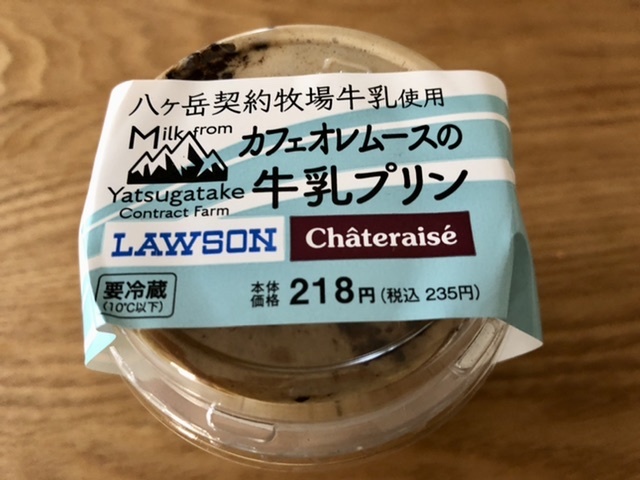 八ヶ岳契約牧場牛乳使用
Milk from
Yatsugatake
Contract Farm
カフェオレムースの
牛乳プリン
LAWSON
Châteraisé
要冷蔵
(10℃以下)
本体
価格 218円(税込 235円)